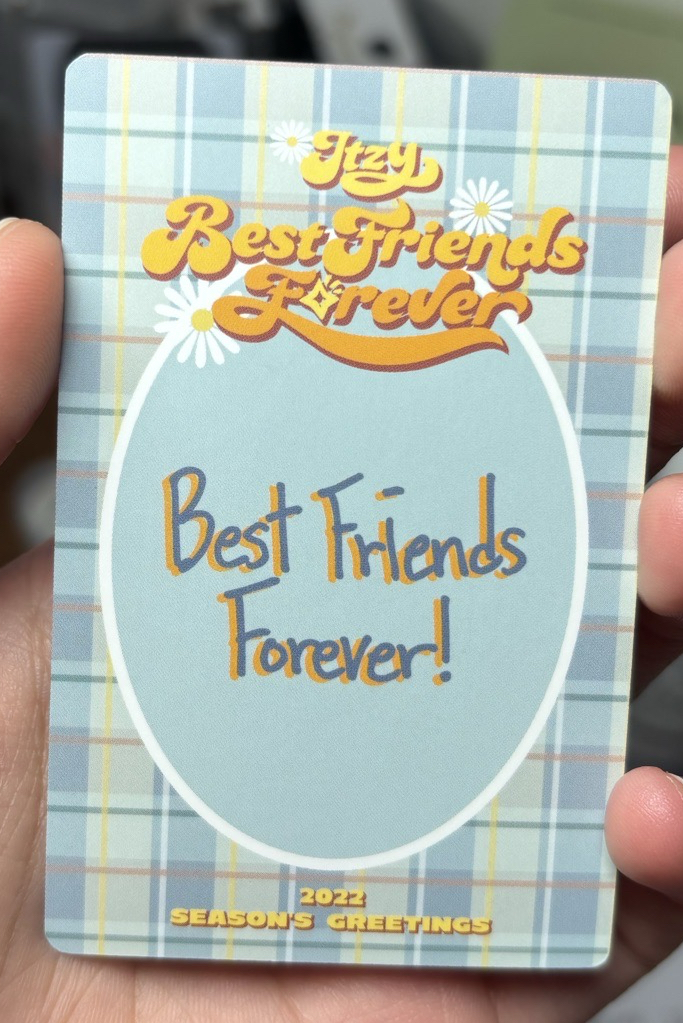 Itzy
Best Friends
Forever
Best Friends
Forever!
2022
SEASON'S GREETINGS